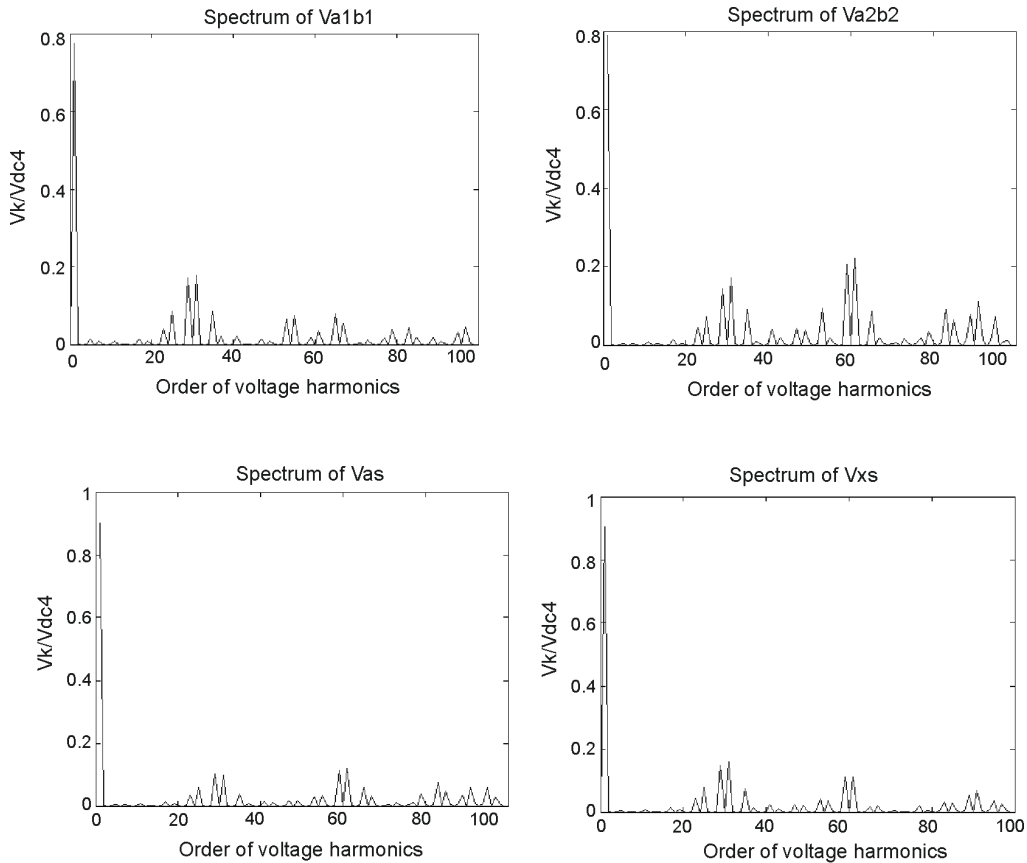 Spectrum of Va1b1
Vk/Vdc4
0.8
0.6
0.4
0.2
0
0 20 40 60 80 100
Order of voltage harmonics
Spectrum of Va2b2
Vk/Vdc4
0.8
0.6
0.4
0.2
0
0 20 40 60 80 100
Order of voltage harmonics
Spectrum of Vas
Vk/Vdc4
1
0.8
0.6
0.4
0.2
0
0 20 40 60 80 100
Order of voltage harmonics
Spectrum of Vxs
Vk/Vdc4
1
0.8
0.6
0.4
0.2
0
0 20 40 60 80 100
Order of voltage harmonics